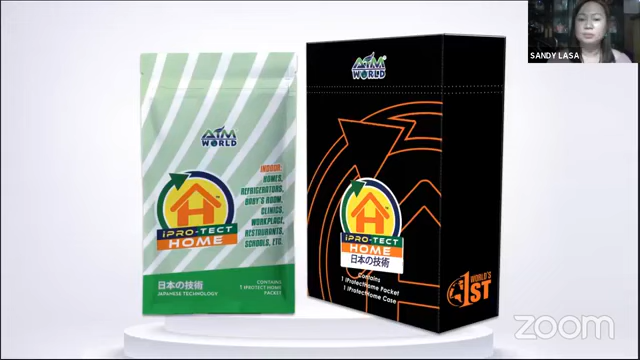 AIM
WORLD
INDOOR:
HOMES,
REFRIGERATORS,
BABY'S ROOM,
CLINICS,
WORKPLACE,
RESTAURANTS,
SCHOOLS, ETC.
H
iPRO-TECT
HOME
日本の技術
JAPANESE TECHNOLOGY
CONTAINS
1 IPROTECT HOME
PACKET
AIM
WORLD
H
iPRO-TECT
HOME
日本の技術
Contains
1 iProtectHome Packet
1 iProtectHome Case
WORLD'S
1ST
SANDY LASA
zoom